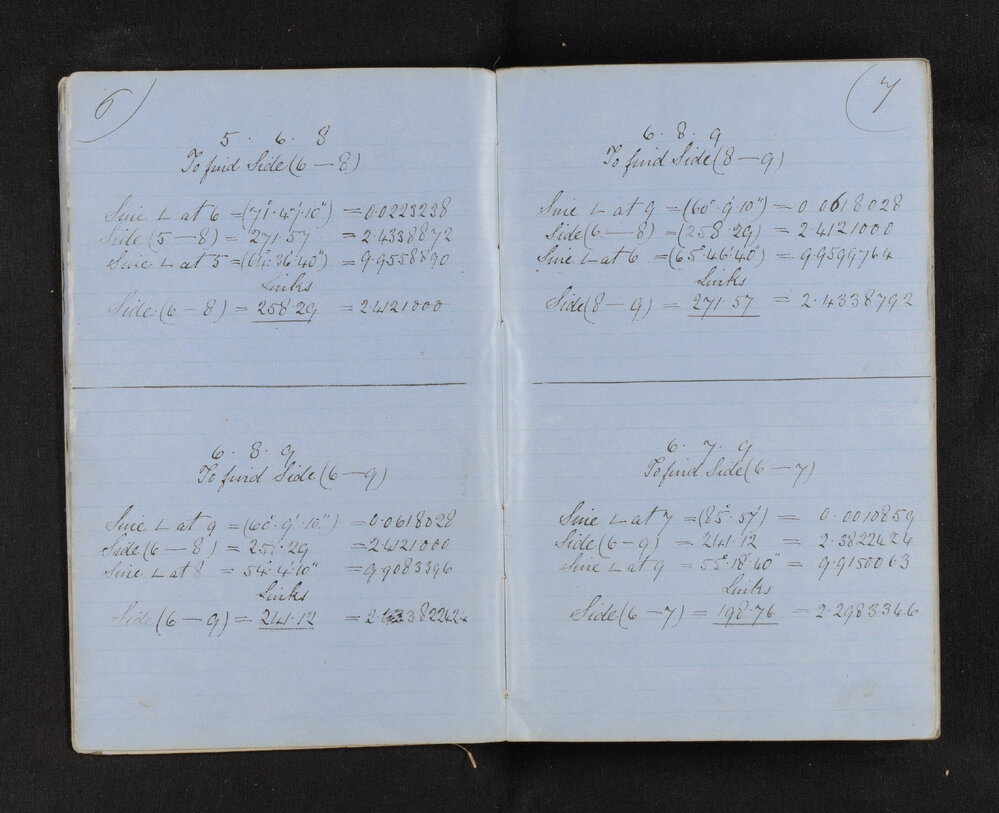 6
5 . 6 . 8
To find Side (6 — 8)
Sine ∟ at 6 = (71°.47'.10") = 0.0223238
Side (5 — 8) = 271.57 = 2.4338872
Sine ∟ at 5 = (64°.36'.40") = 9.9558890
Links
Side (6 — 8) = 258.29 = 2.4121000
6 . 8 . 9
To find Side (6 — 9)
Sine ∟ at 9 = (60°.9'.10") = 0.0618028
Side (6 — 8) = 258.29 = 2.4121000
Sine ∟ at 8 = 54°.4'.10" = 9.9083396
Links
Side (6 — 9) = 241.12 = 2.3822424
7
6 . 8 . 9
To find Side (8 — 9)
Sine ∟ at 9 = (60°.9'.10") = 0.0618028
Side (6 — 8) = (258.29) = 2.4121000
Sine ∟ at 6 = (65°.46'.40") = 9.9599764
Links
Side (8 — 9) = 271.57 = 2.4338792
6 . 7 . 9
To find Side (6 — 7)
Sine ∟ at 7 = (85°.57') = 0.0010859
Side (6 — 9) = 241.12 = 2.3822424
Sine ∟ at 9 = 55°.18'.40" = 9.9150063
Links
Side (6 — 7) = 198.76 = 2.2983346